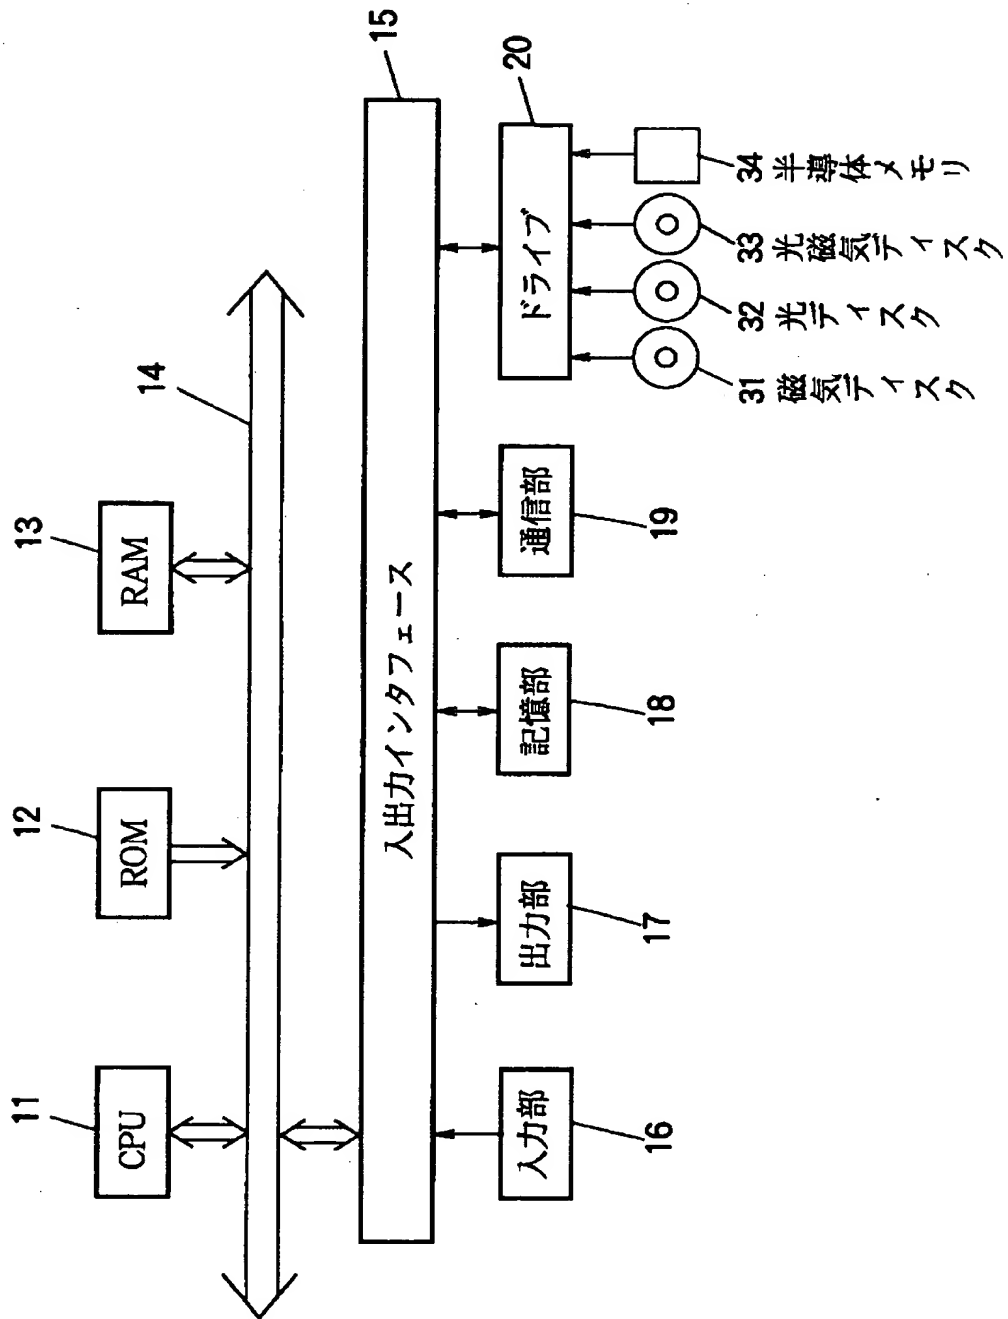 11
CPU
12
ROM
13
RAM
14
15
入出力インタフェース
入力部
16
出力部
17
記憶部
18
通信部
19
20
ドライブ
31 磁気ディスク
32 光ディスク
33 光磁気ディスク
34 半導体メモリ